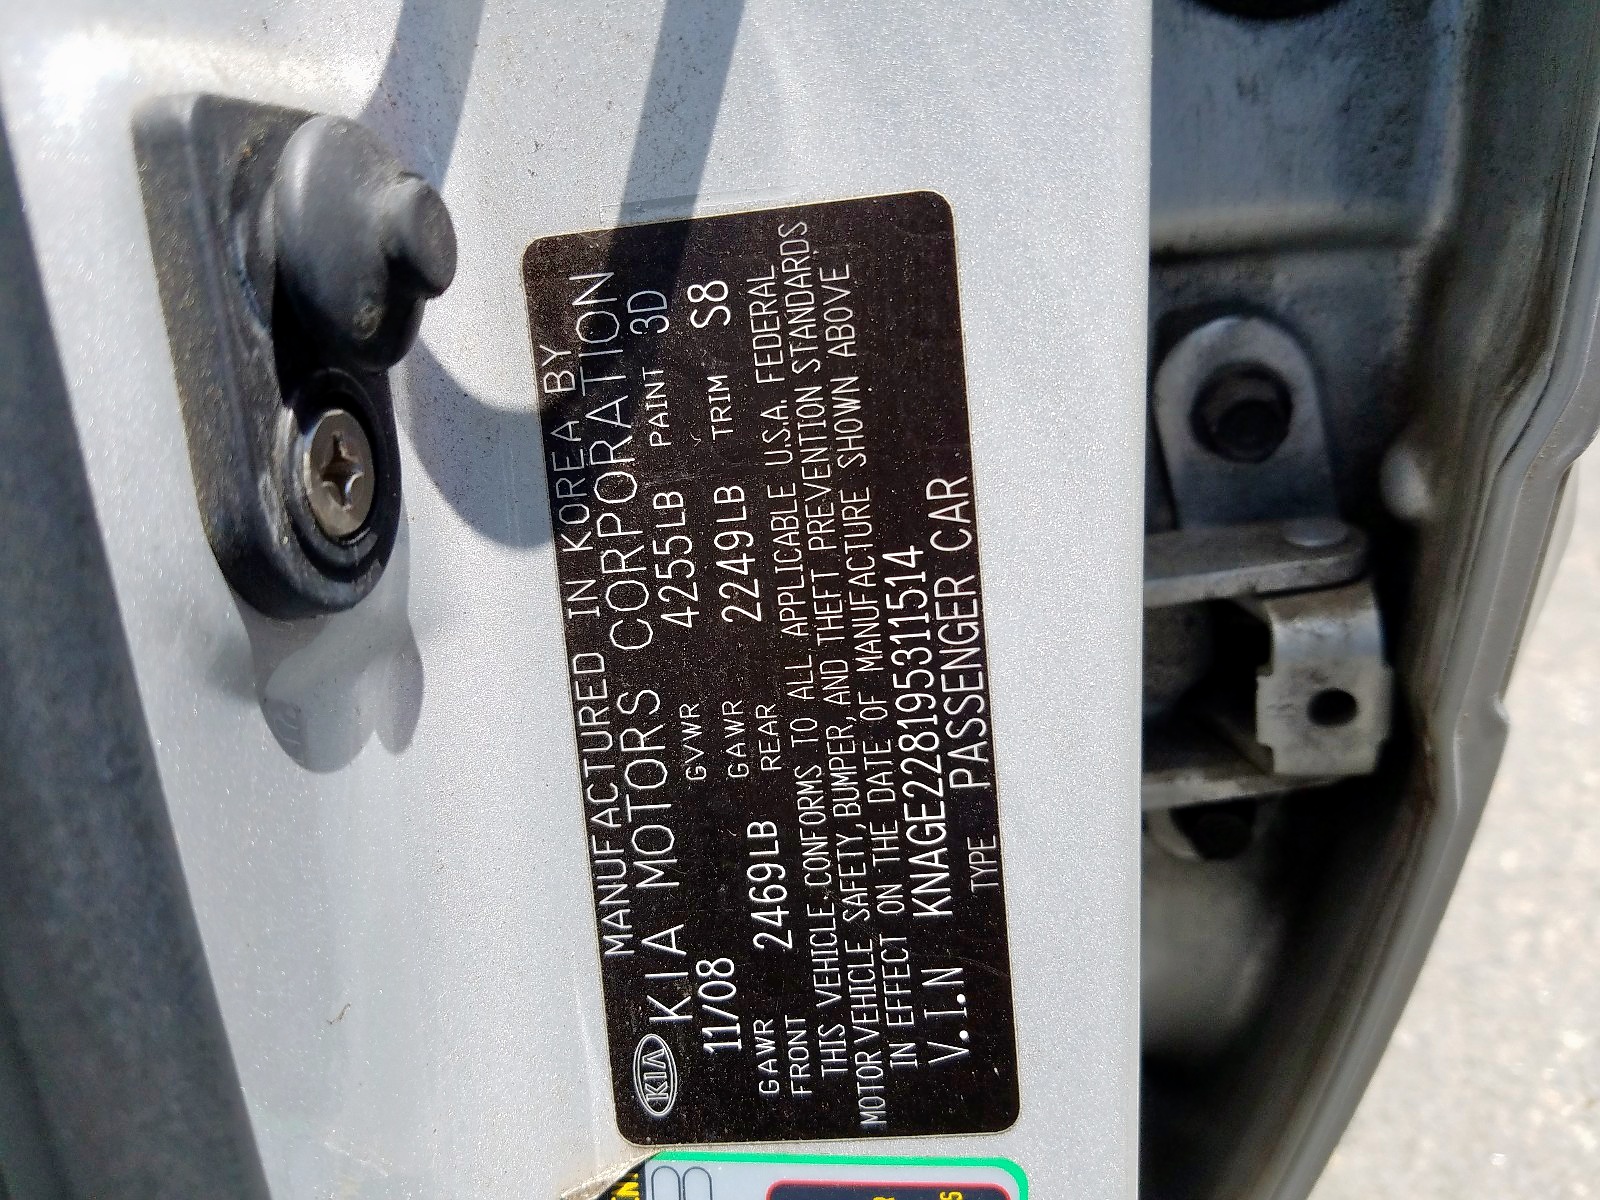 MANUFACTURED IN KOREA BY
KIA KIA MOTORS CORPORATION
11/08 GVWR 4255LB PAINT 3D
GAWR FRONT 2469LB GAWR REAR 2249LB TRIM S8
THIS VEHICLE CONFORMS TO ALL APPLICABLE U.S.A. FEDERAL
MOTOR VEHICLE SAFETY, BUMPER, AND THEFT PREVENTION STANDARDS
IN EFFECT ON THE DATE OF MANUFACTURE SHOWN ABOVE
V.I.N KNAGE228195311514
TYPE PASSENGER CAR